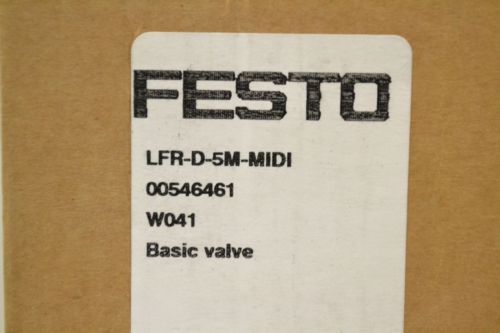 FESTO
LFR-D-5M-MIDI
00546461
W041
Basic valve